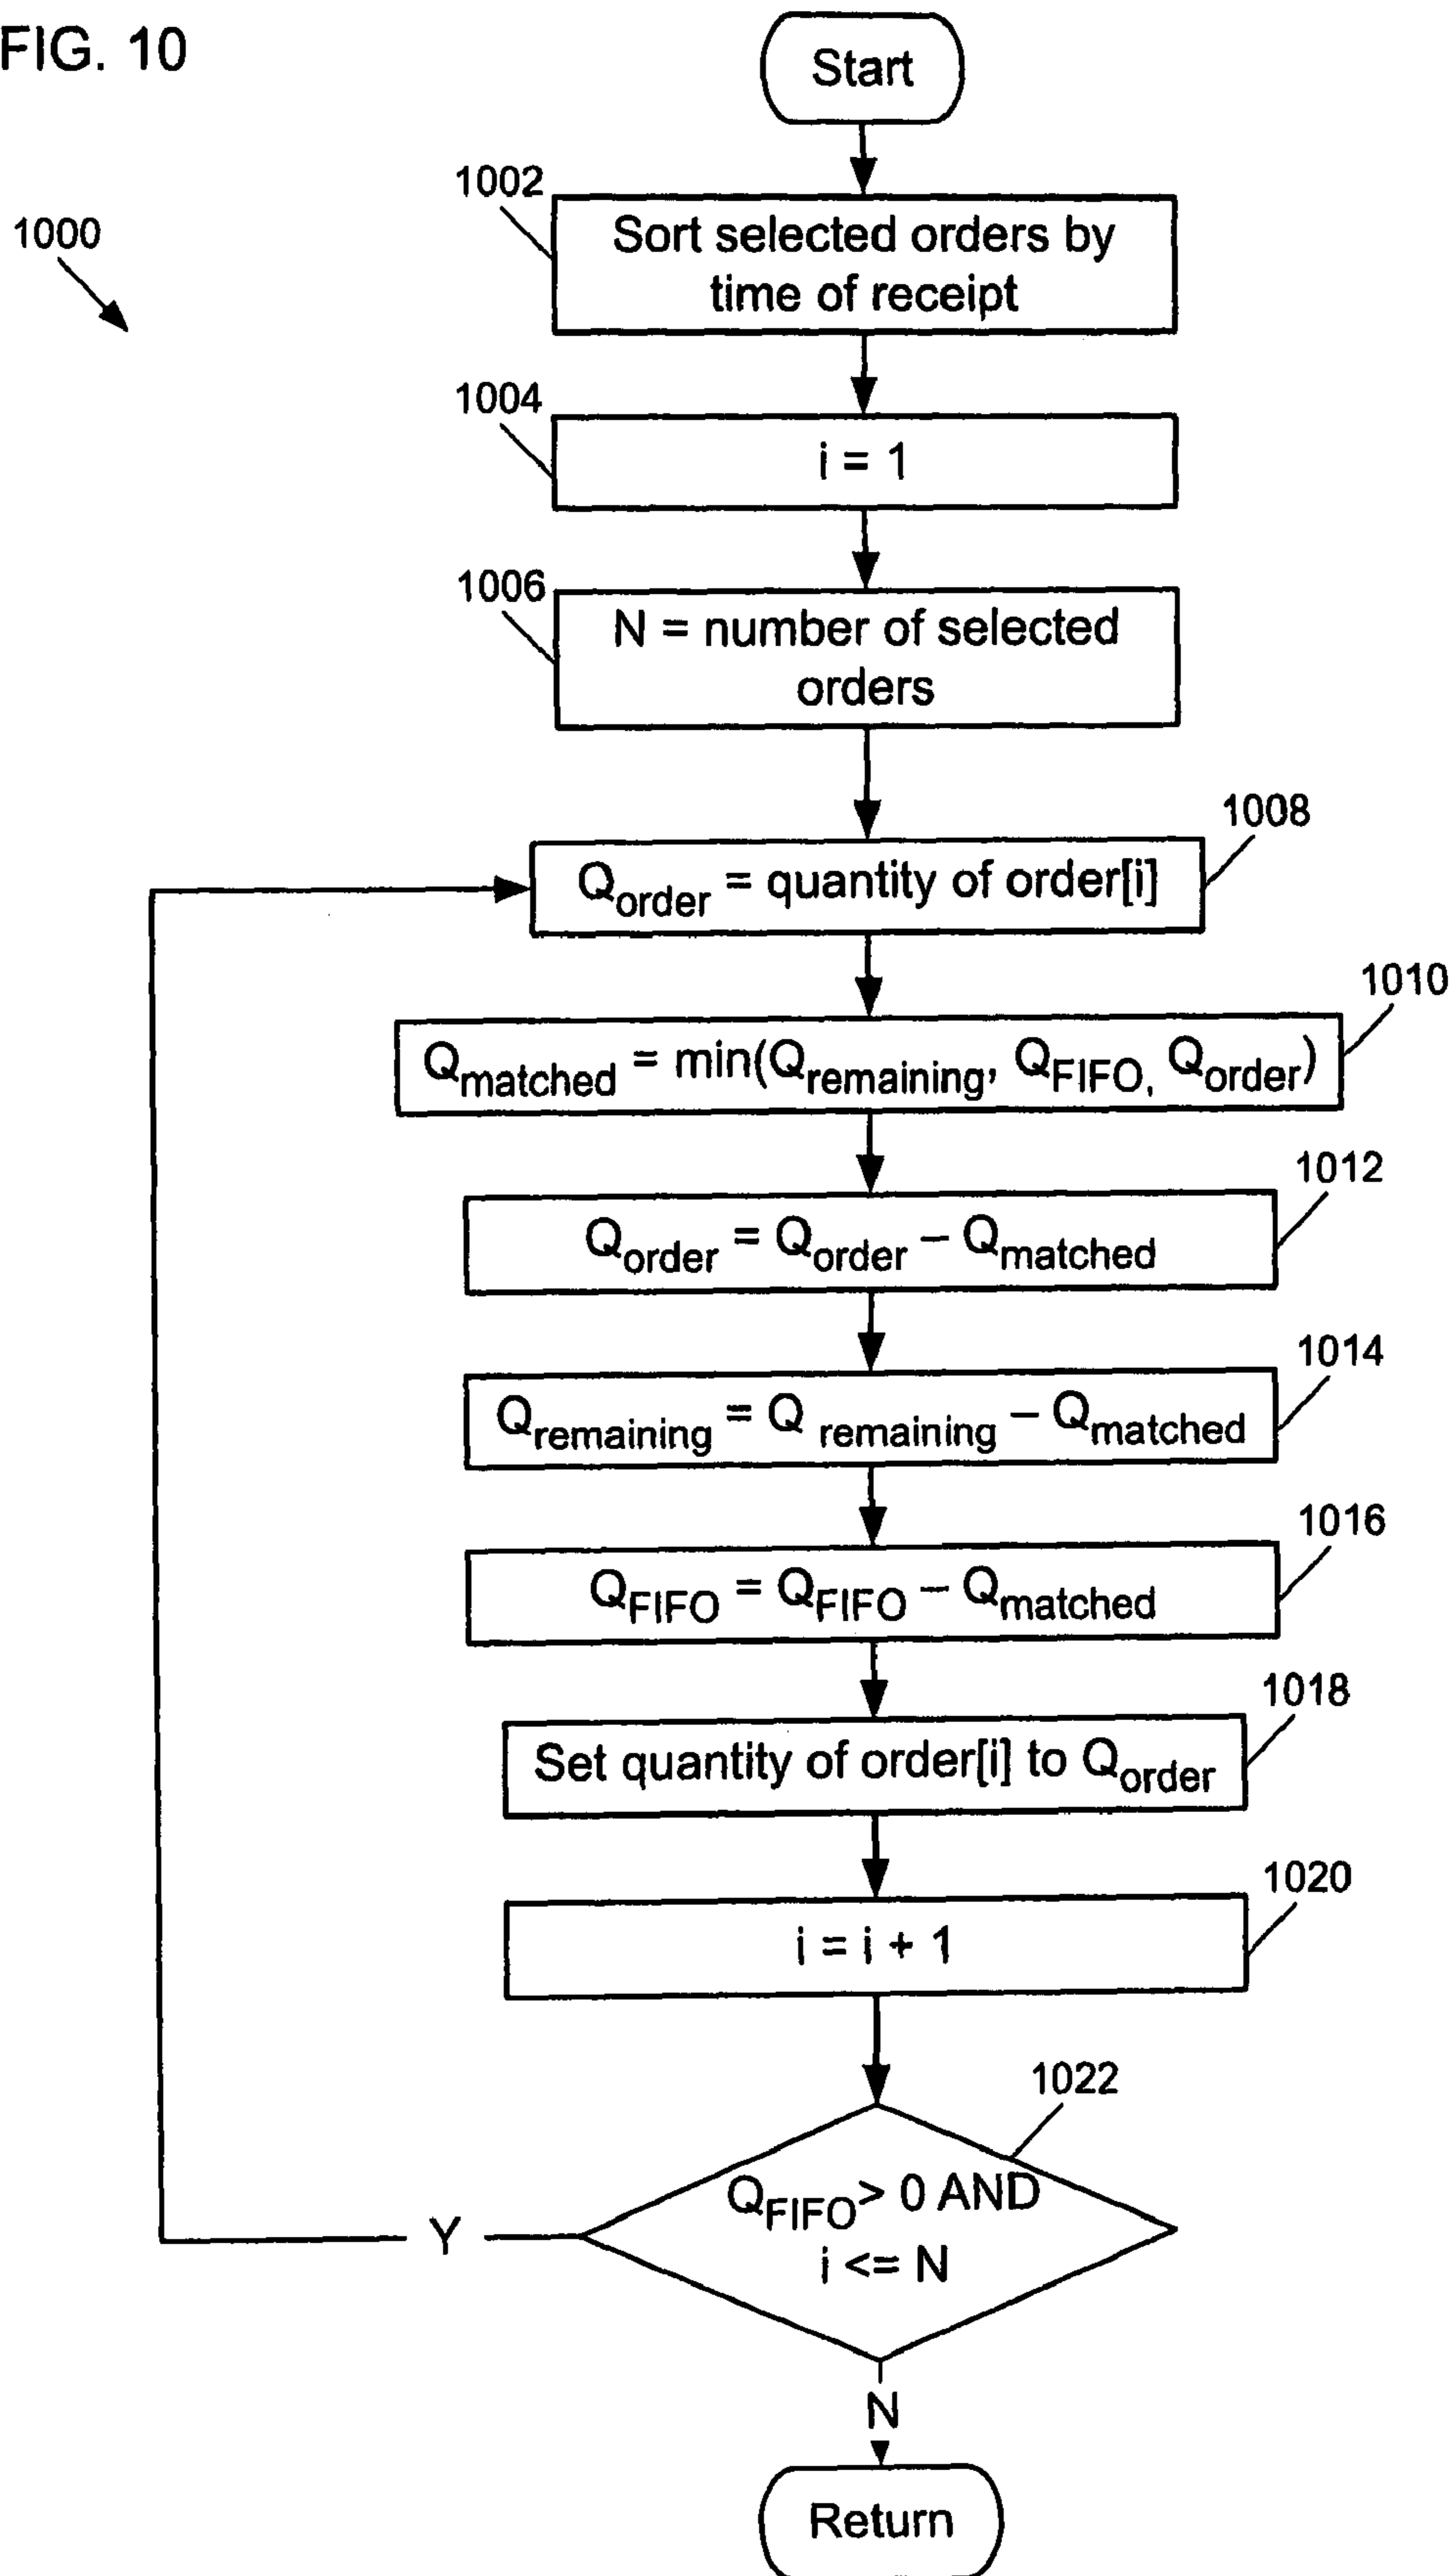 FIG. 10
Start
1000
1002
Sort selected orders by
time of receipt
1004
i = 1
1006
N = number of selected
orders
1008
Qorder = quantity of order[i]
1010
Qmatched = min(Qremaining, QFIFO, Qorder)
1012
Qorder = Qorder – Qmatched
1014
Qremaining = Q remaining – Qmatched
1016
QFIFO = QFIFO – Qmatched
1018
Set quantity of order[i] to Qorder
1020
i = i + 1
1022
QFIFO > 0 AND
i <= N
Y
N
Return